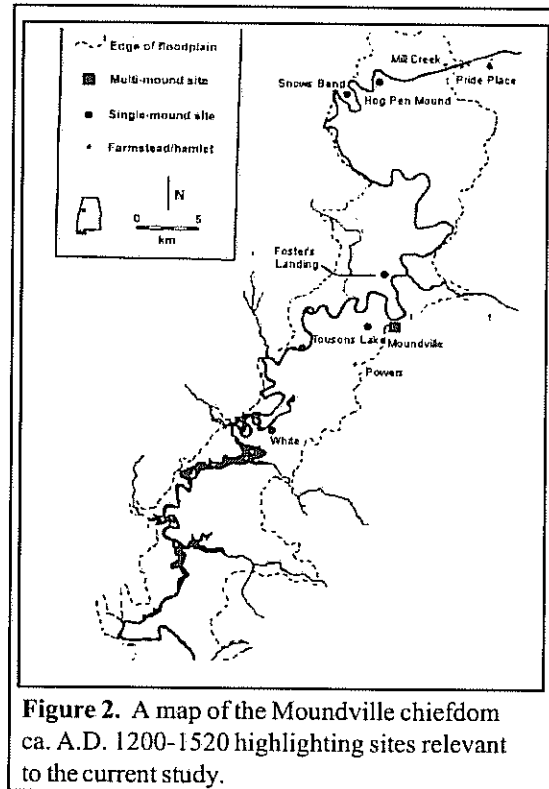 Edge of floodplain
Multi-mound site
Single-mound site
Farmstead/hamlet
N
0 5
km
Mill Creek
Pride Place
Snows Bend
Hog Pen Mound
Foster's
Landing
Tousons Lake
Moundville
Powers
White
Figure 2. A map of the Moundville chiefdom
ca. A.D. 1200-1520 highlighting sites relevant
to the current study.